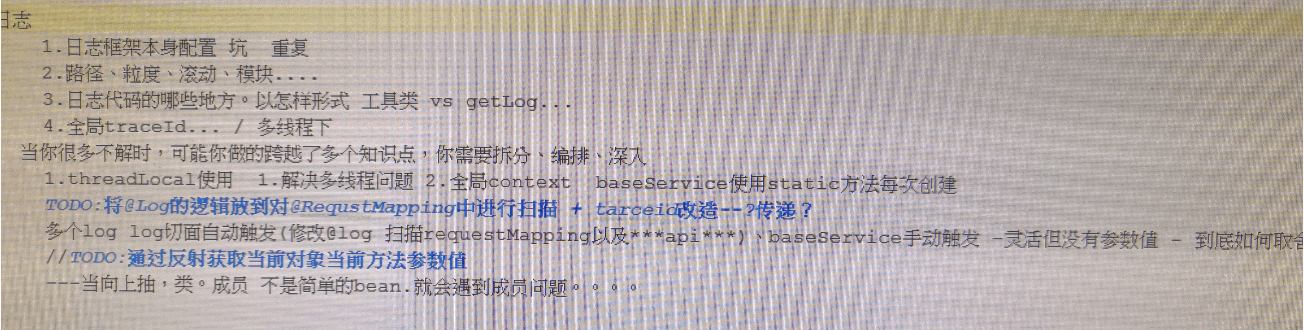 日志
1.日志框架本身配置 坑  重复
2.路径、粒度、滚动、模块....
3.日志代码的哪些地方。以怎样形式 工具类 vs getLog...
4.全局traceId... / 多线程下
当你很多不解时，可能你做的跨越了多个知识点，你需要拆分、编排、深入
1.threadLocal使用  1.解决多线程问题 2.全局context  baseService使用static方法每次创建
TODO:将@Log的逻辑放到对@RequstMapping中进行扫描 + tarceid改造--?传递？
多个log log切面自动触发(修改@log 扫描requestMapping以及***api***)、baseService手动触发 -灵活但没有参数值 - 到底如何取舍
//TODO:通过反射获取当前对象当前方法参数值
---当向上抽，类。成员 不是简单的bean.就会遇到成员问题。。。。